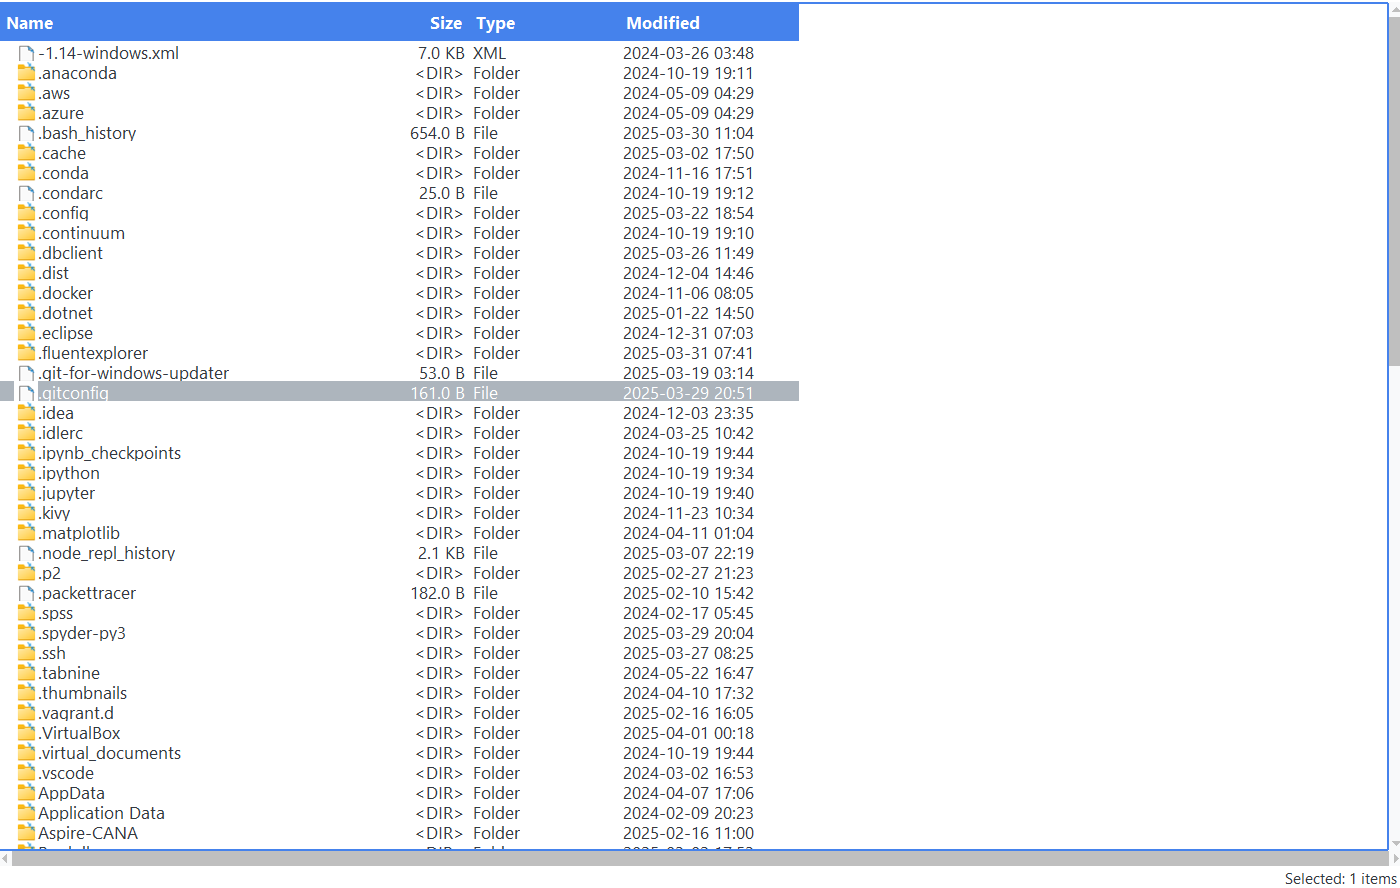 Name Size Type Modified
-1.14-windows.xml 7.0 KB XML 2024-03-26 03:48
.anaconda <DIR> Folder 2024-10-19 19:11
.aws <DIR> Folder 2024-05-09 04:29
.azure <DIR> Folder 2024-05-09 04:29
.bash_history 654.0 B File 2025-03-30 11:04
.cache <DIR> Folder 2025-03-02 17:50
.conda <DIR> Folder 2024-11-16 17:51
.condarc 25.0 B File 2024-10-19 19:12
.config <DIR> Folder 2025-03-22 18:54
.continuum <DIR> Folder 2024-10-19 19:10
.dbclient <DIR> Folder 2025-03-26 11:49
.dist <DIR> Folder 2024-12-04 14:46
.docker <DIR> Folder 2024-11-06 08:05
.dotnet <DIR> Folder 2025-01-22 14:50
.eclipse <DIR> Folder 2024-12-31 07:03
.fluentexplorer <DIR> Folder 2025-03-31 07:41
.git-for-windows-updater 53.0 B File 2025-03-19 03:14
.gitconfig 161.0 B File 2025-03-29 20:51
.idea <DIR> Folder 2024-12-03 23:35
.idlerc <DIR> Folder 2024-03-25 10:42
.ipynb_checkpoints <DIR> Folder 2024-10-19 19:44
.ipython <DIR> Folder 2024-10-19 19:34
.jupyter <DIR> Folder 2024-10-19 19:40
.kivy <DIR> Folder 2024-11-23 10:34
.matplotlib <DIR> Folder 2024-04-11 01:04
.node_repl_history 2.1 KB File 2025-03-07 22:19
.p2 <DIR> Folder 2025-02-27 21:23
.packettracer 182.0 B File 2025-02-10 15:42
.spss <DIR> Folder 2024-02-17 05:45
.spyder-py3 <DIR> Folder 2025-03-29 20:04
.ssh <DIR> Folder 2025-03-27 08:25
.tabnine <DIR> Folder 2024-05-22 16:47
.thumbnails <DIR> Folder 2024-04-10 17:32
.vagrant.d <DIR> Folder 2025-02-16 16:05
.VirtualBox <DIR> Folder 2025-04-01 00:18
.virtual_documents <DIR> Folder 2024-10-19 19:44
.vscode <DIR> Folder 2024-03-02 16:53
AppData <DIR> Folder 2024-04-07 17:06
Application Data <DIR> Folder 2024-02-09 20:23
Aspire-CANA <DIR> Folder 2025-02-16 11:00
Selected: 1 items